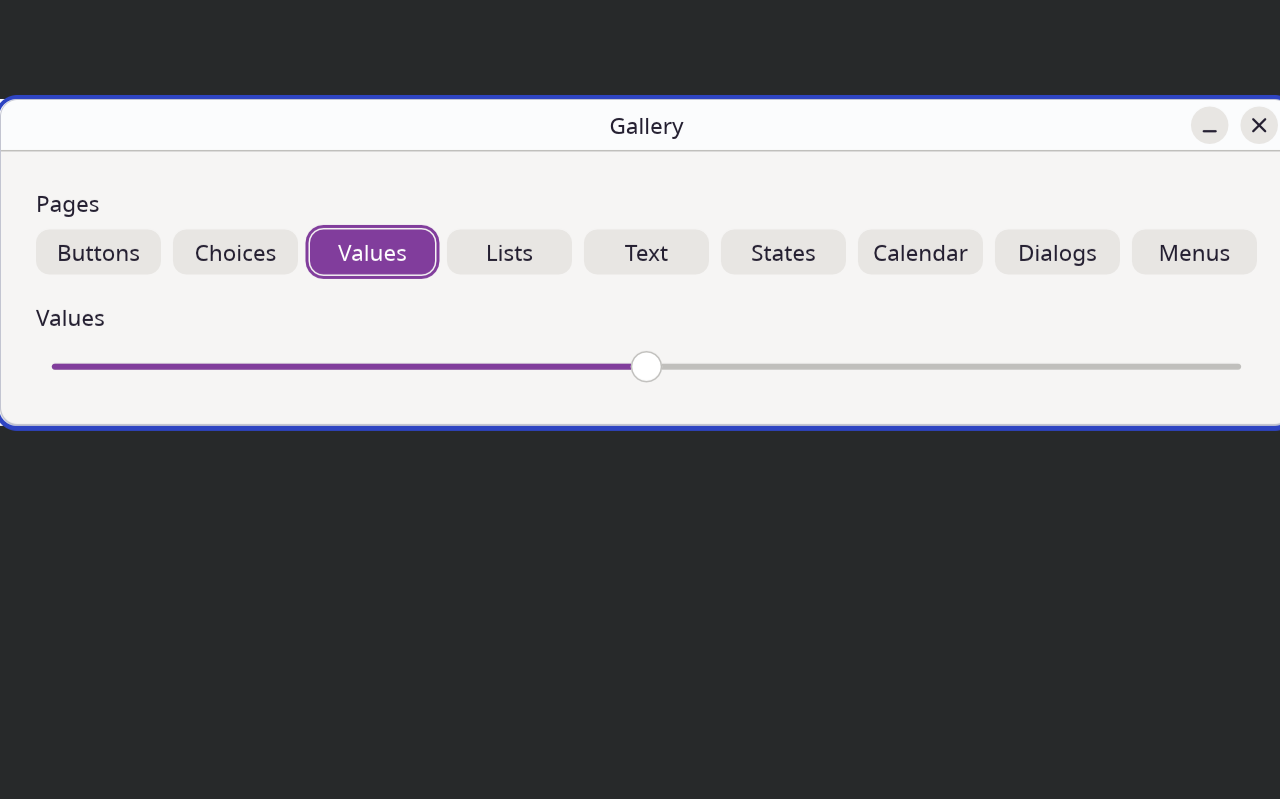 Gallery
Pages
Buttons Choices Values Lists Text States Calendar Dialogs Menus
Values